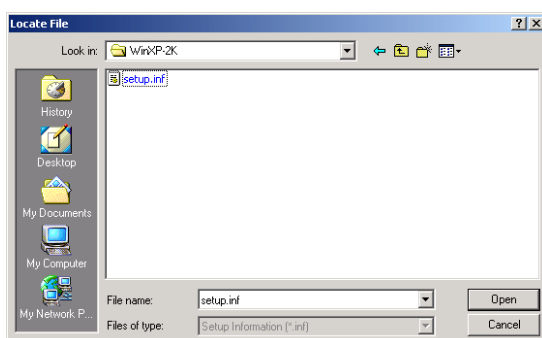 Locate File
Look in:
WinXP-2K
setup.inf
History
Desktop
My Documents
My Computer
My Network P...
File name:
setup.inf
Open
Files of type:
Setup Information (*.inf)
Cancel